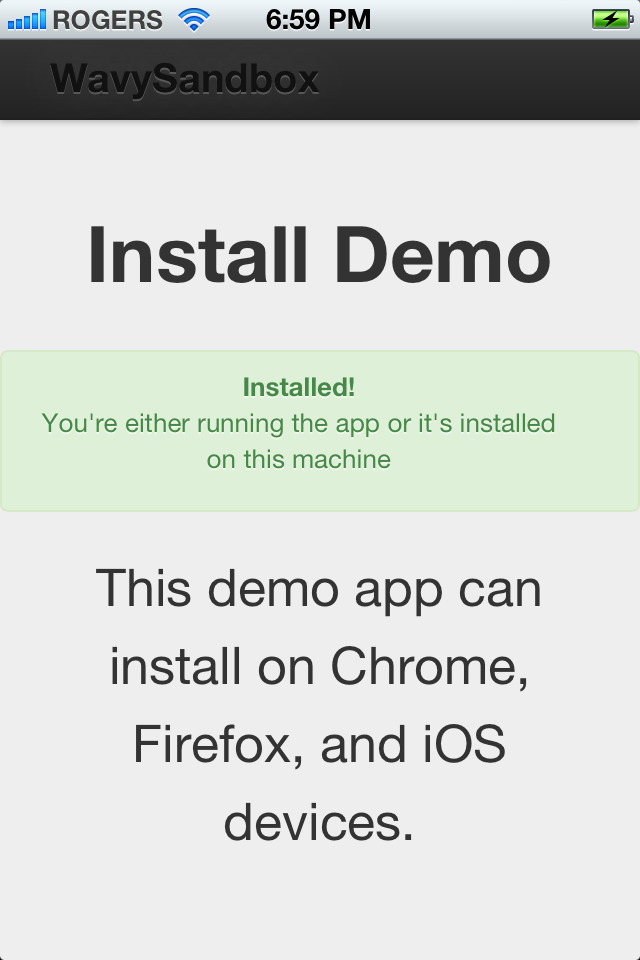 ROGERS 6:59 PM
WavySandbox
Install Demo
Installed!
You're either running the app or it's installed
on this machine
This demo app can
install on Chrome,
Firefox, and iOS
devices.